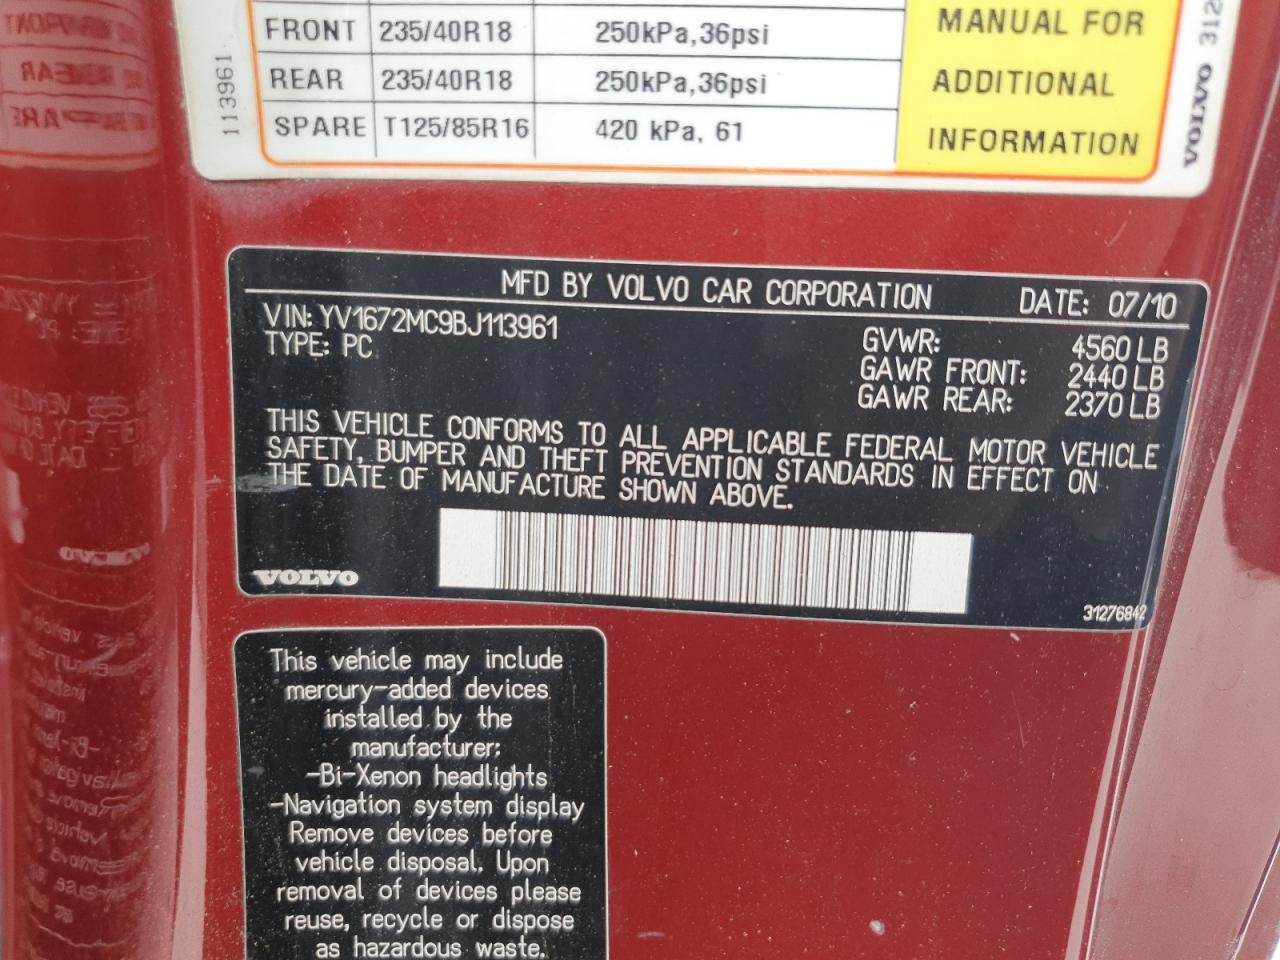 FRONT 235/40R18 250kPa,36psi
REAR 235/40R18 250kPa,36psi
SPARE T125/85R16 420 kPa, 61
MANUAL FOR
ADDITIONAL
INFORMATION
113961
VOLVO 312
MFD BY VOLVO CAR CORPORATION DATE: 07/10
VIN: YV1672MC9BJ113961
TYPE: PC
GVWR: 4560 LB
GAWR FRONT: 2440 LB
GAWR REAR: 2370 LB
THIS VEHICLE CONFORMS TO ALL APPLICABLE FEDERAL MOTOR VEHICLE
SAFETY, BUMPER AND THEFT PREVENTION STANDARDS IN EFFECT ON
THE DATE OF MANUFACTURE SHOWN ABOVE.
VOLVO
31276842
This vehicle may include
mercury-added devices
installed by the
manufacturer:
-Bi-Xenon headlights
-Navigation system display
Remove devices before
vehicle disposal. Upon
removal of devices please
reuse, recycle or dispose
as hazardous waste.